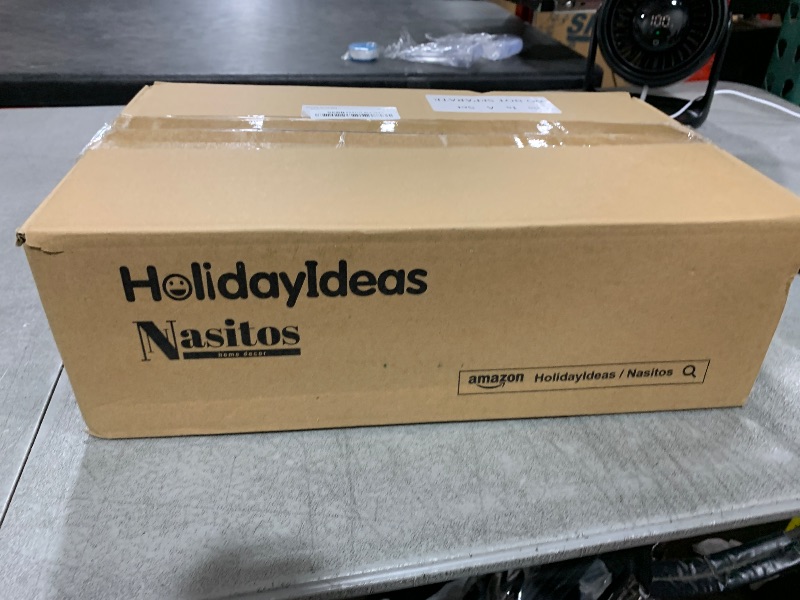 100
HolidayIdeas
Nasitos
home decor
amazon HolidayIdeas / Nasitos